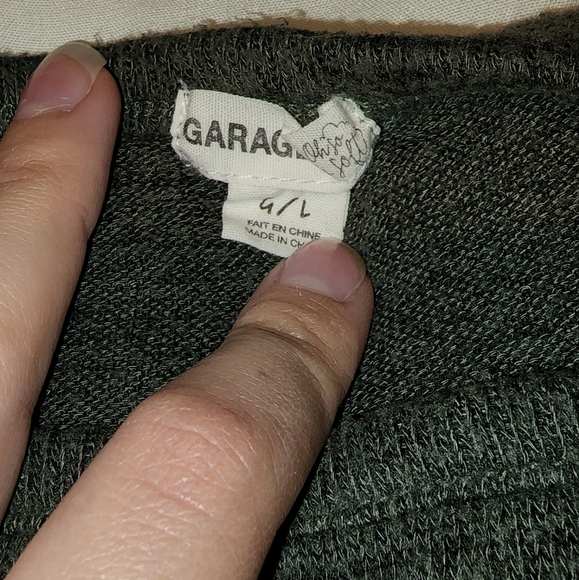 GARAG
G/L
FAIT EN CHINE
MADE IN CH